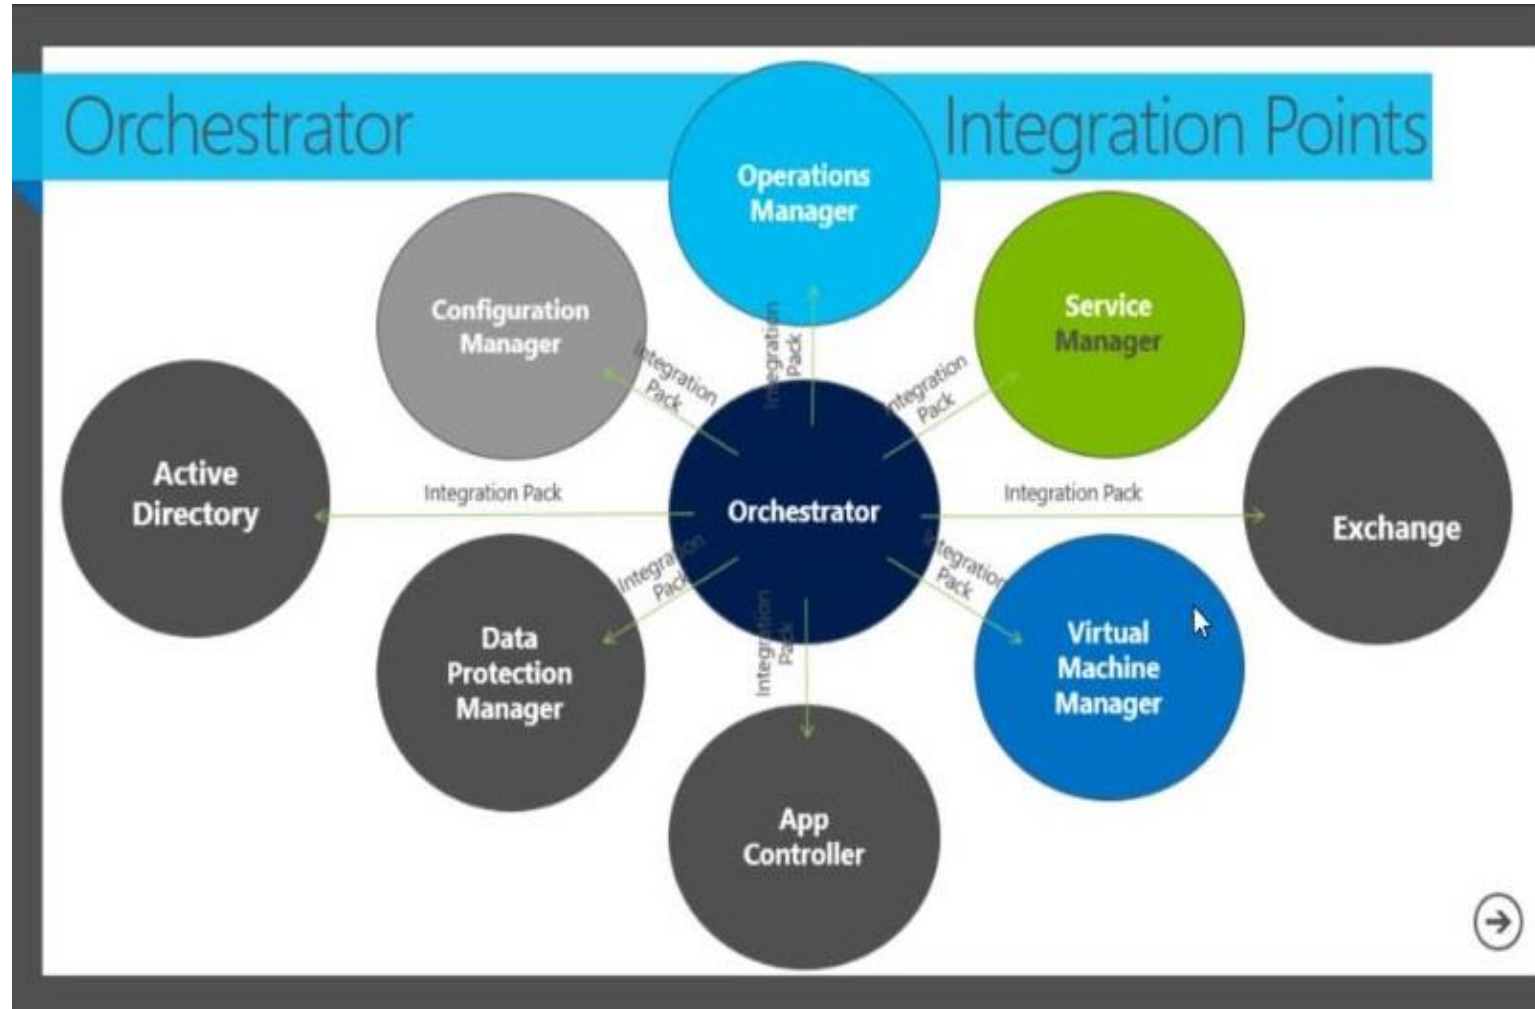 Orchestrator
Integration Points
Operations
Manager
Configuration
Manager
Service
Manager
Integration
Pack
Integration
Pack
Integration
Pack
Active
Directory
Integration Pack
Orchestrator
Integration Pack
Exchange
Integration
Pack
Integration
Pack
Integration
Pack
Data
Protection
Manager
Virtual
Machine
Manager
App
Controller